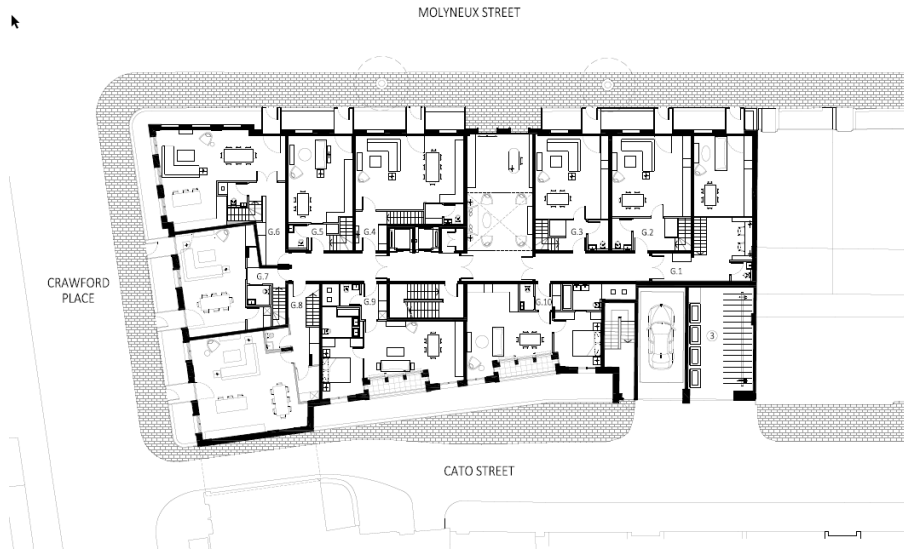 MOLYNEUX STREET
G.6
G.5
G.4
G.3
G.2
G.1
G.7
CRAWFORD
PLACE
G.8
G.9
G.10
3
CATO STREET